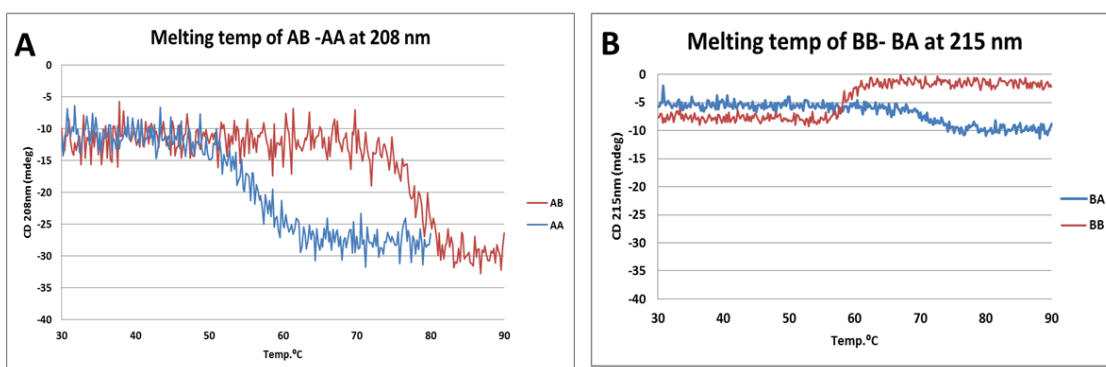 A
Melting temp of AB -AA at 208 nm
0
-5
-10
-15
-20
-25
-30
-35
-40
CD 208nm (mdeg)
30 40 50 60 70 80 90
Temp.⁰C
AB
AA
B
Melting temp of BB- BA at 215 nm
0
-5
-10
-15
-20
-25
-30
-35
-40
CD 215nm (mdeg)
30 40 50 60 70 80 90
Temp.⁰C
BA
BB